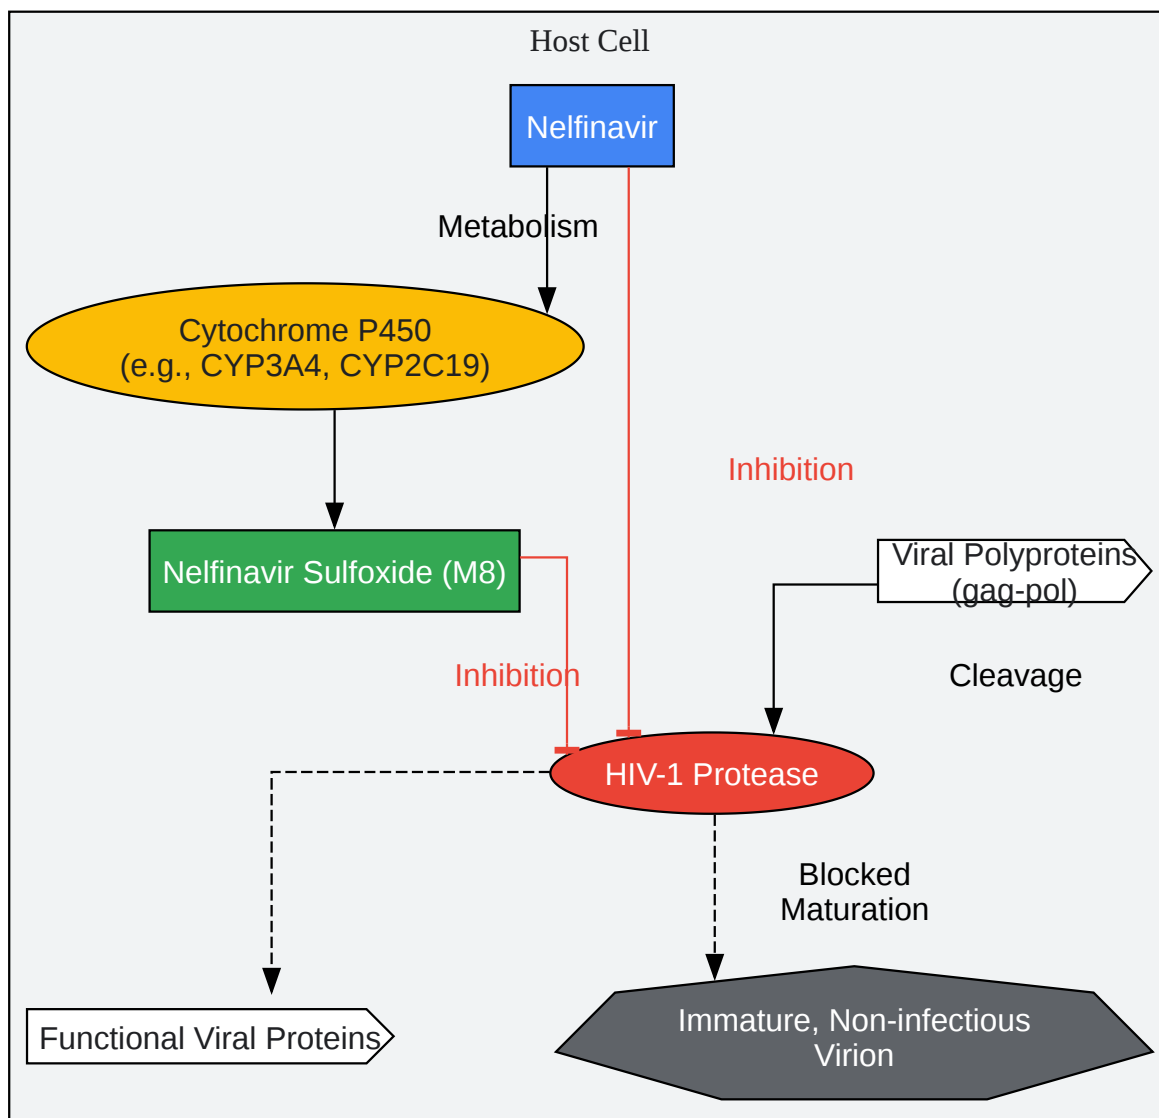 Host Cell
Nelfinavir
Metabolism
Cytochrome P450
(e.g., CYP3A4, CYP2C19)
Inhibition
Viral Polyproteins
(gag-pol)
Nelfinavir Sulfoxide (M8)
Inhibition
Cleavage
HIV-1 Protease
Blocked
Maturation
Functional Viral Proteins
Immature, Non-infectious
Virion